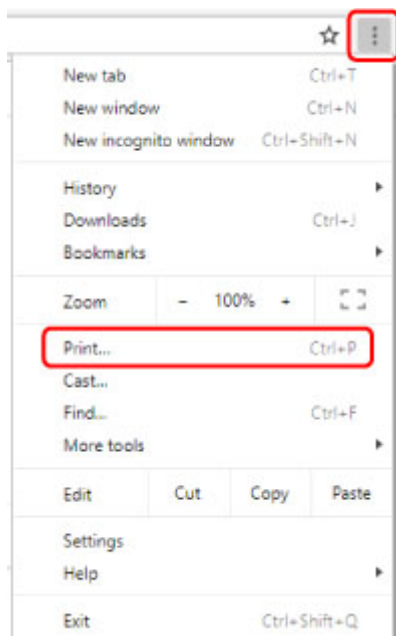 New tab Ctrl+T
New window Ctrl+N
New incognito window Ctrl+Shift+N
History
Downloads Ctrl+J
Bookmarks
Zoom - 100% +
Print... Ctrl+P
Cast...
Find... Ctrl+F
More tools
Edit Cut Copy Paste
Settings
Help
Exit Ctrl+Shift+Q